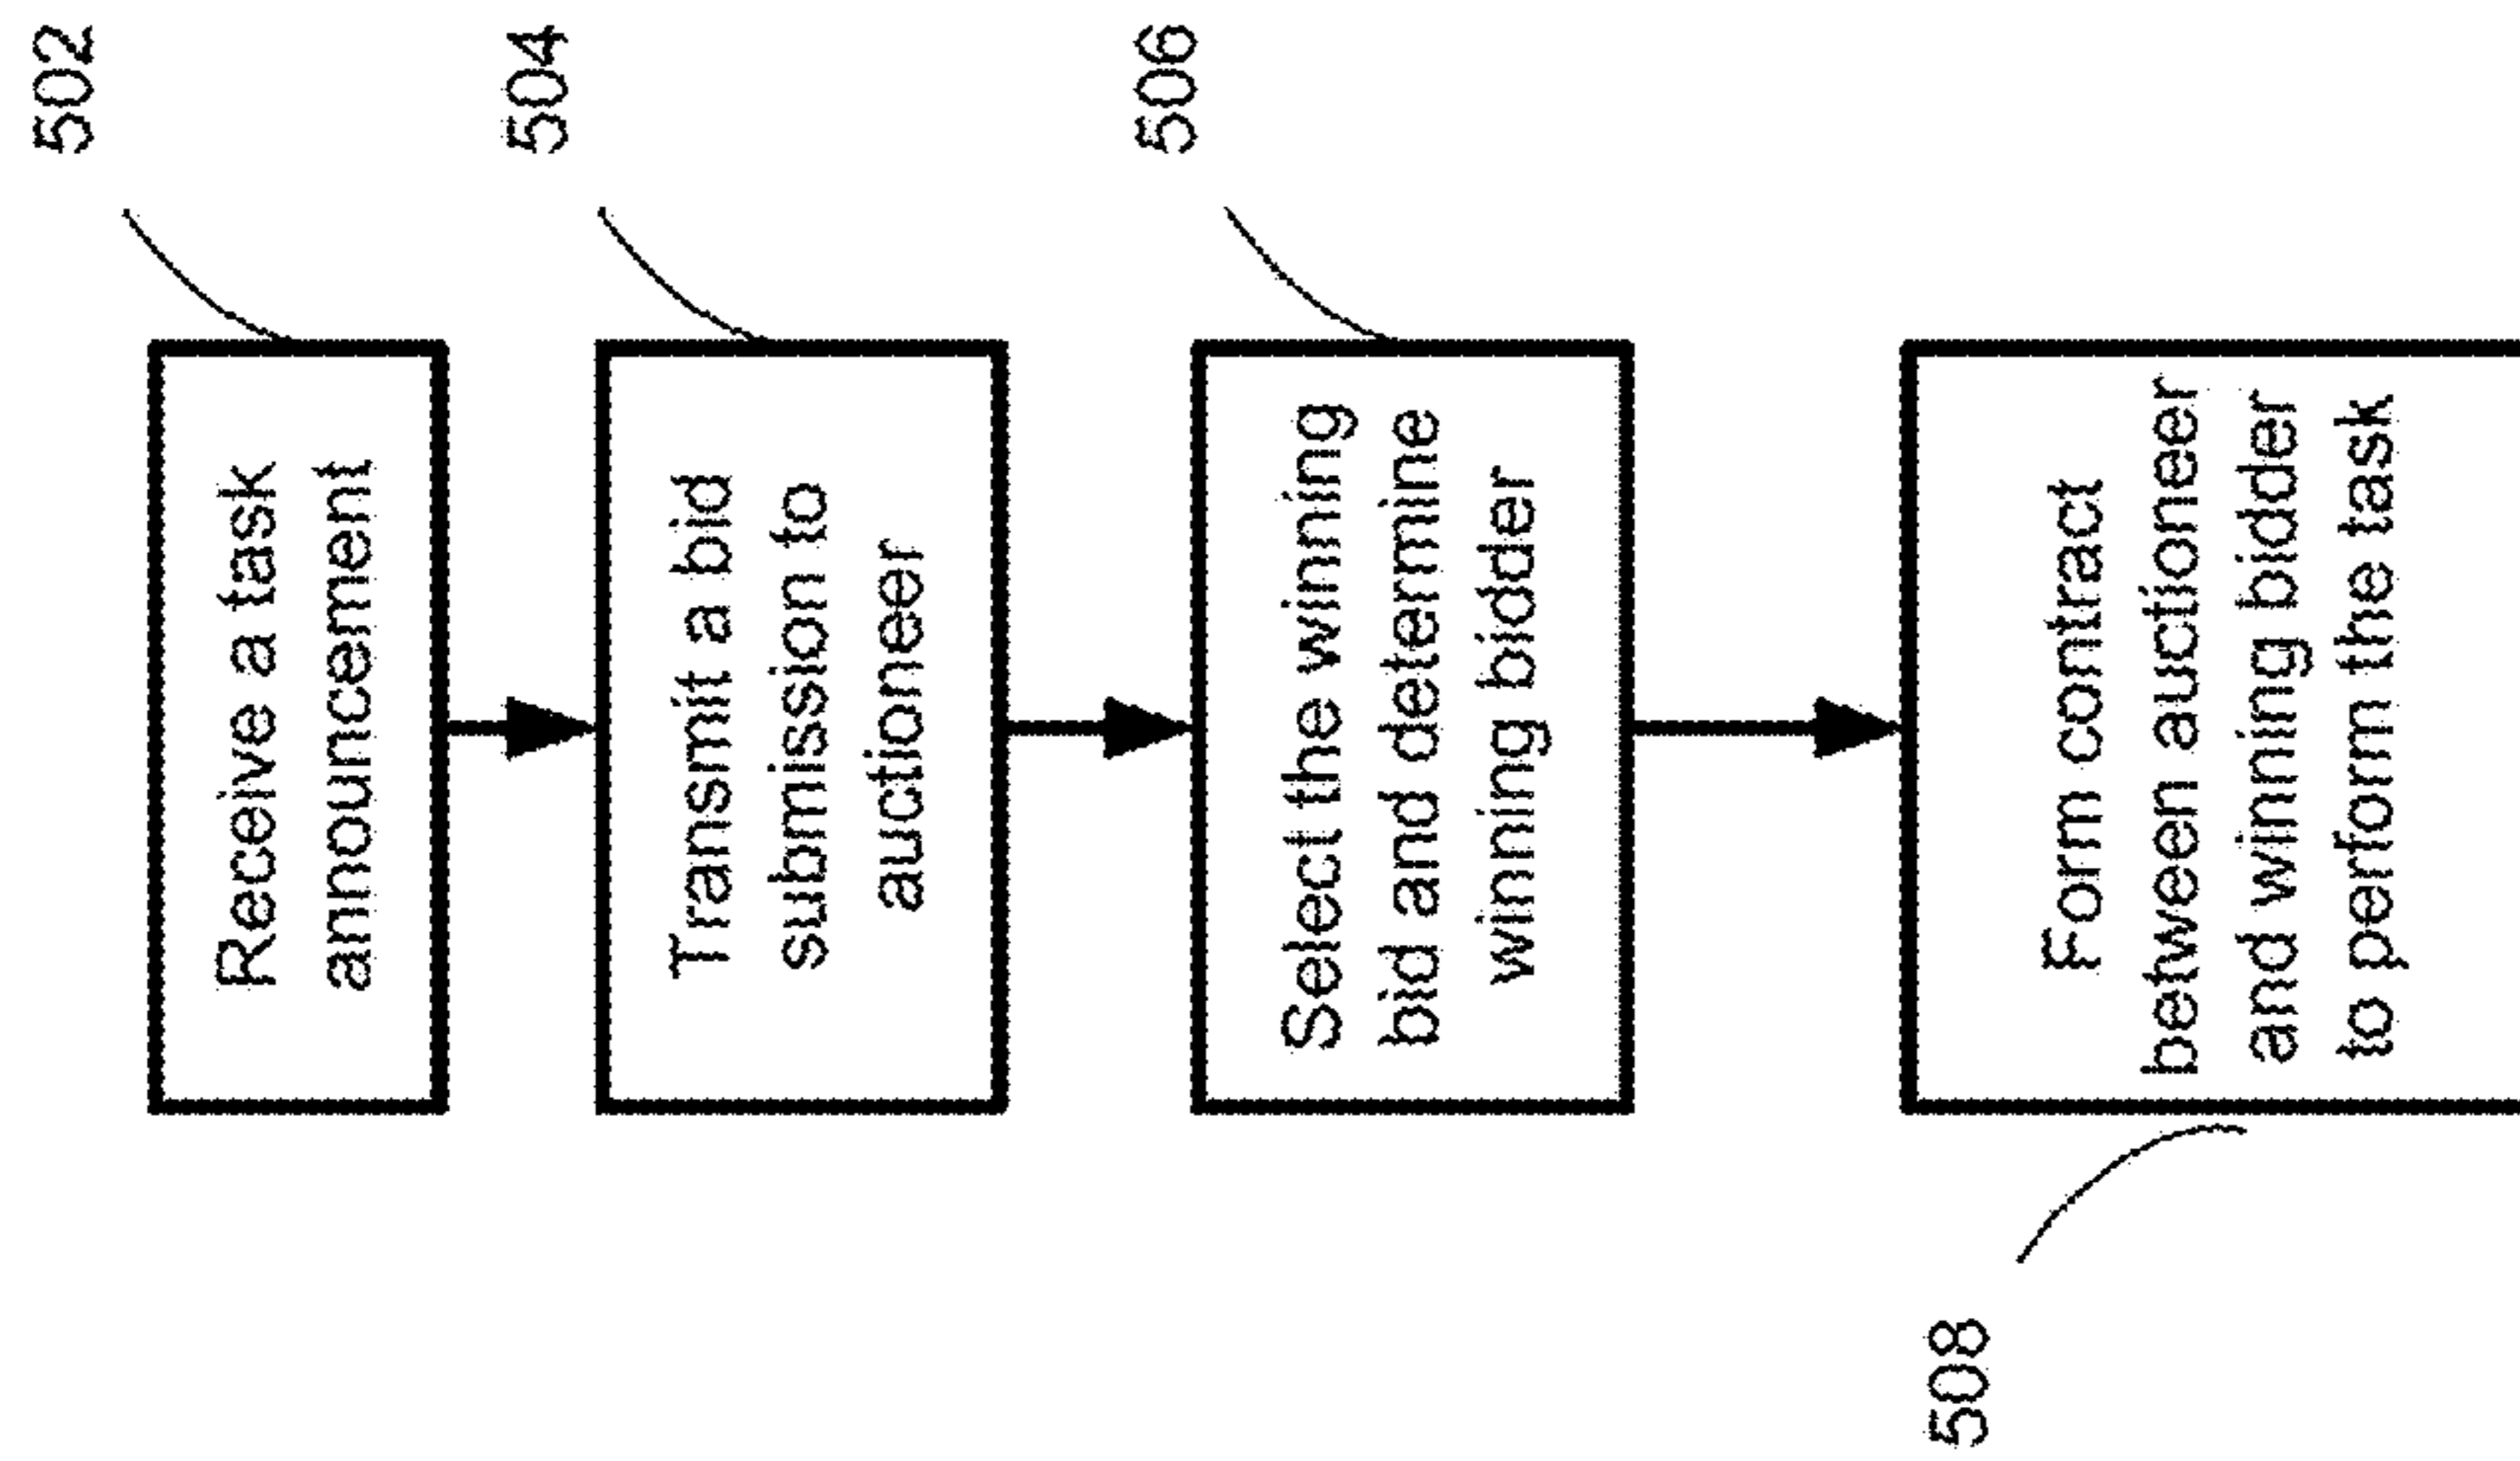 502
Receive a task
announcement
504
Transmit a bid
submission to
auctioneer
506
Select the winning
bid and determine
winning bidder
508
Form contract
between auctioneer
and winning bidder
to perform the task